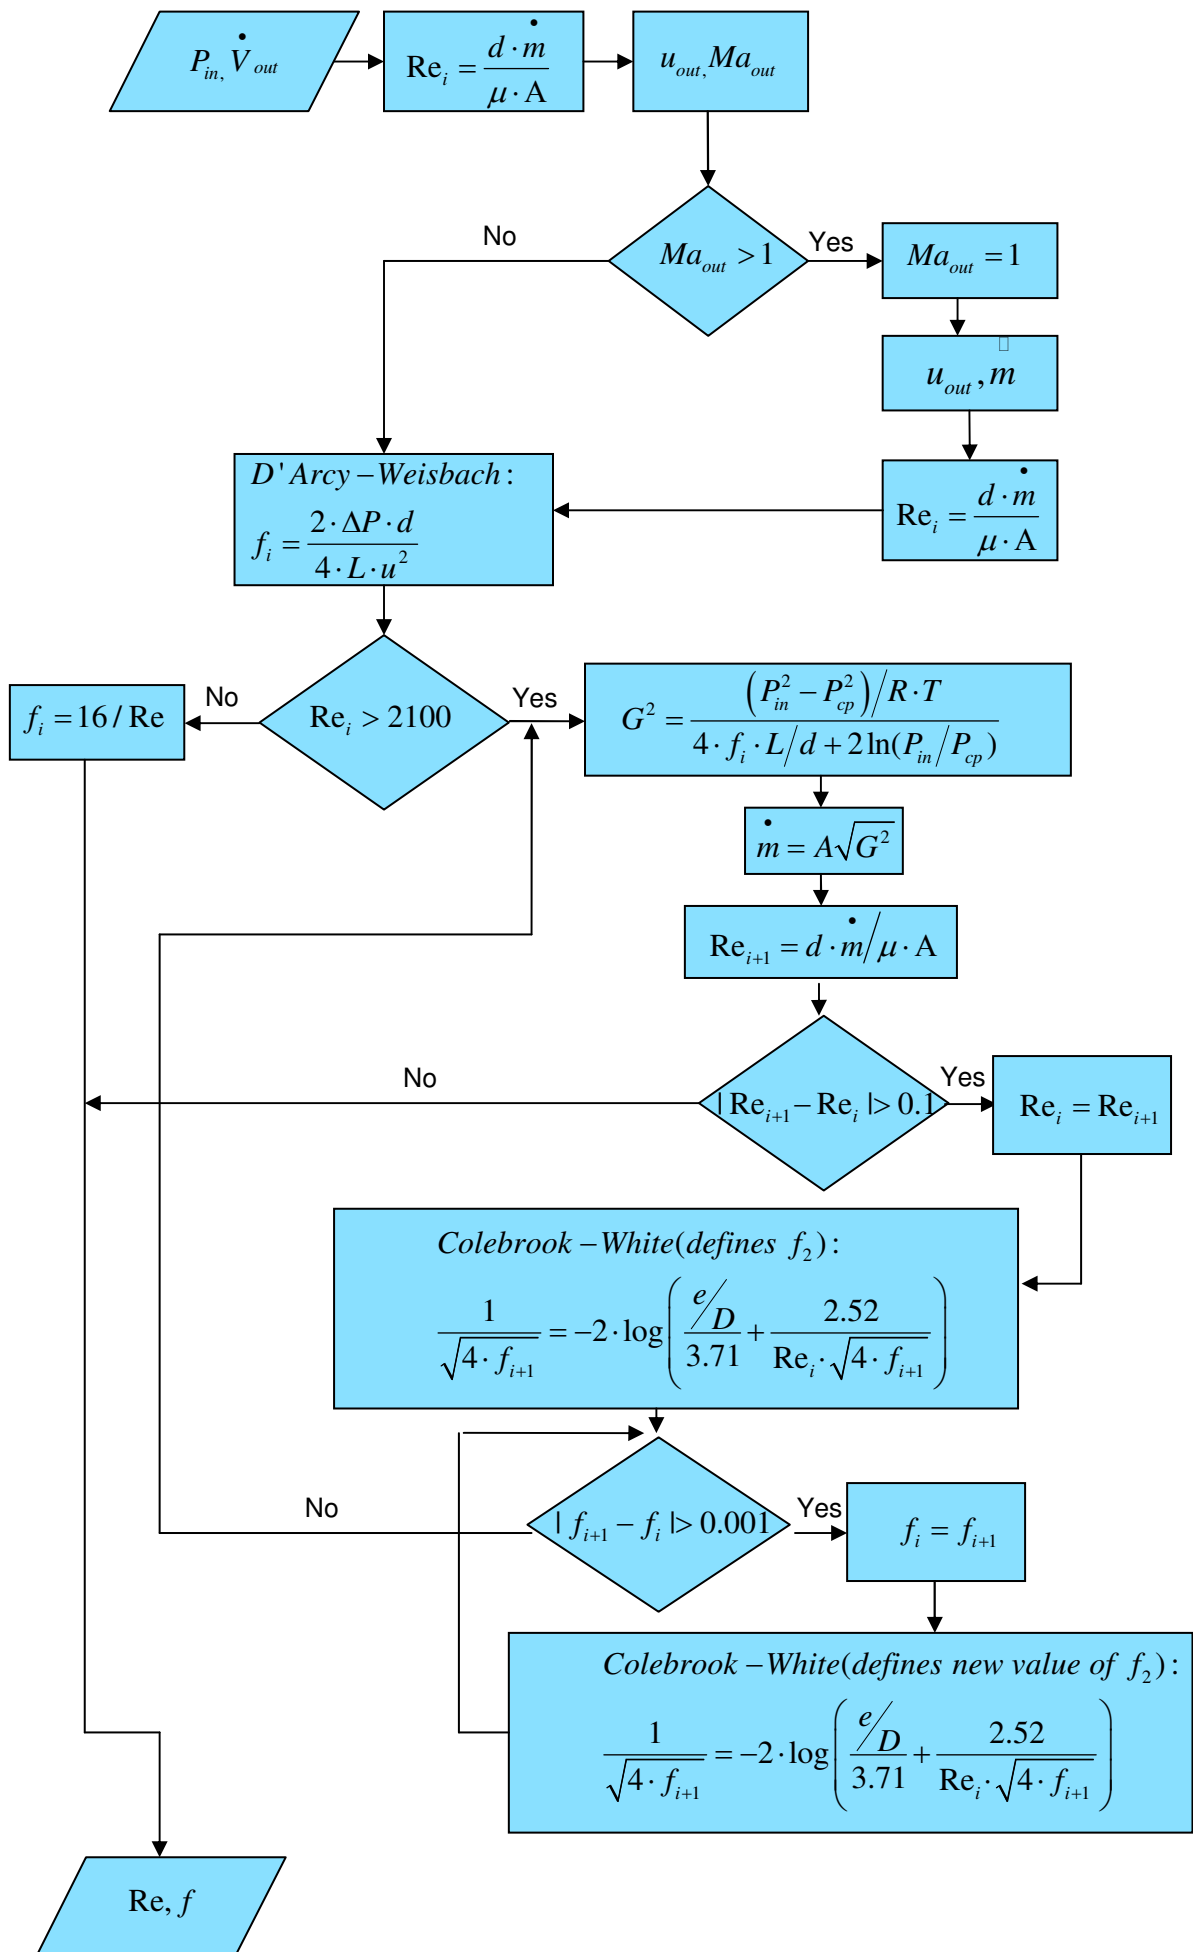 P_in, V̇_out
Re_i = d · ṁ / μ · A
u_out, Ma_out
No
Ma_out > 1
Yes
Ma_out = 1
u_out, m
D'Arcy – Weisbach:
f_i = 2 · ΔP · d / 4 · L · u²
Re_i = d · ṁ / μ · A
f_i = 16 / Re
No
Re_i > 2100
Yes
G² = (P_in² − P_cp²)/R · T / 4 · f_i · L/d + 2 ln(P_in/P_cp)
ṁ = A√G²
Re_i+1 = d · ṁ/μ · A
No
| Re_i+1 − Re_i |> 0.1
Yes
Re_i = Re_i+1
Colebrook – White(defines f_2):
1/√(4 · f_i+1) = −2 · log( (e/D)/3.71 + 2.52/(Re_i · √(4 · f_i+1)) )
No
| f_i+1 − f_i |> 0.001
Yes
f_i = f_i+1
Colebrook – White(defines new value of f_2):
1/√(4 · f_i+1) = −2 · log( (e/D)/3.71 + 2.52/(Re_i · √(4 · f_i+1)) )
Re, f